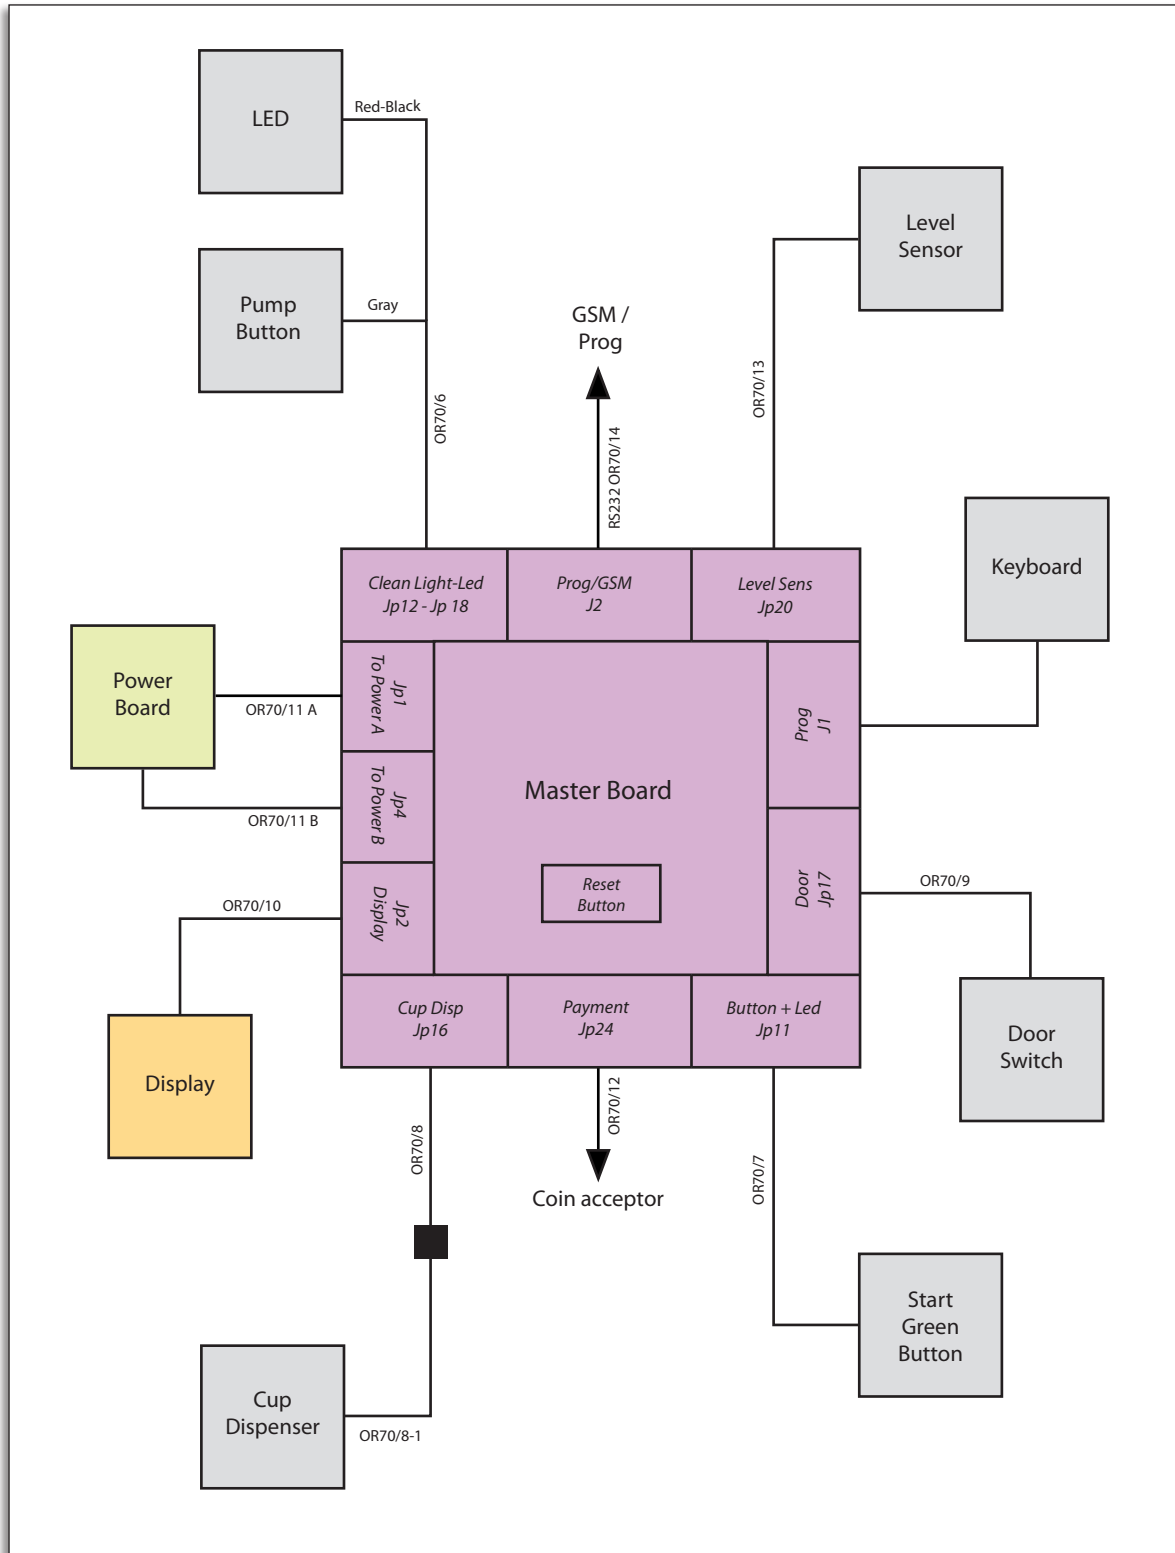 LED
Red-Black
Pump
Button
Gray
OR70/6
GSM /
Prog
RS232 OR70/14
Level
Sensor
OR70/13
Keyboard
Clean Light-Led
Jp12 - Jp 18
Prog/GSM
J2
Level Sens
Jp20
Power
Board
OR70/11 A
OR70/11 B
Jp1
To Power A
Jp4
To Power B
Jp2
Display
Master Board
Reset
Button
Prog
J1
Door
Jp17
OR70/9
Door
Switch
OR70/10
Display
Cup Disp
Jp16
Payment
Jp24
Button + Led
Jp11
OR70/8
OR70/12
Coin acceptor
OR70/7
Start
Green
Button
Cup
Dispenser
OR70/8-1